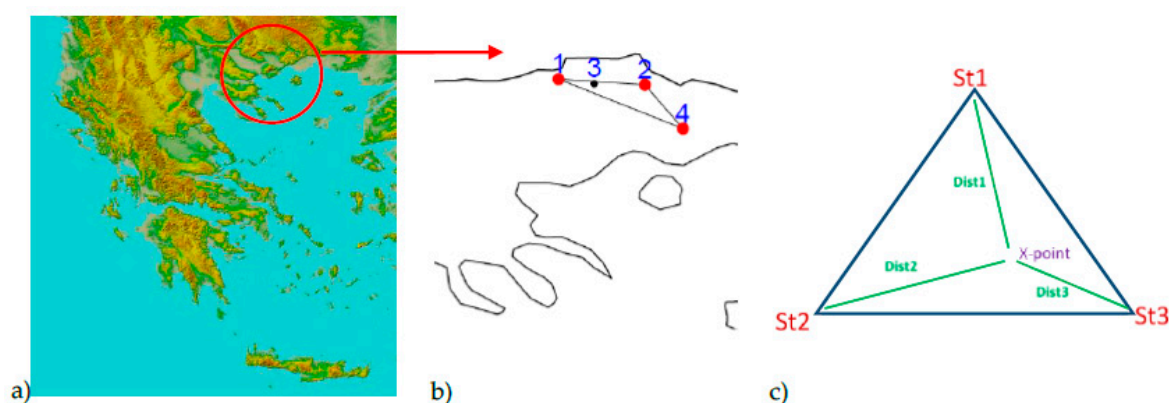 a)
b)
1
3
2
4
c)
St1
Dist1
X-point
Dist2
Dist3
St2
St3